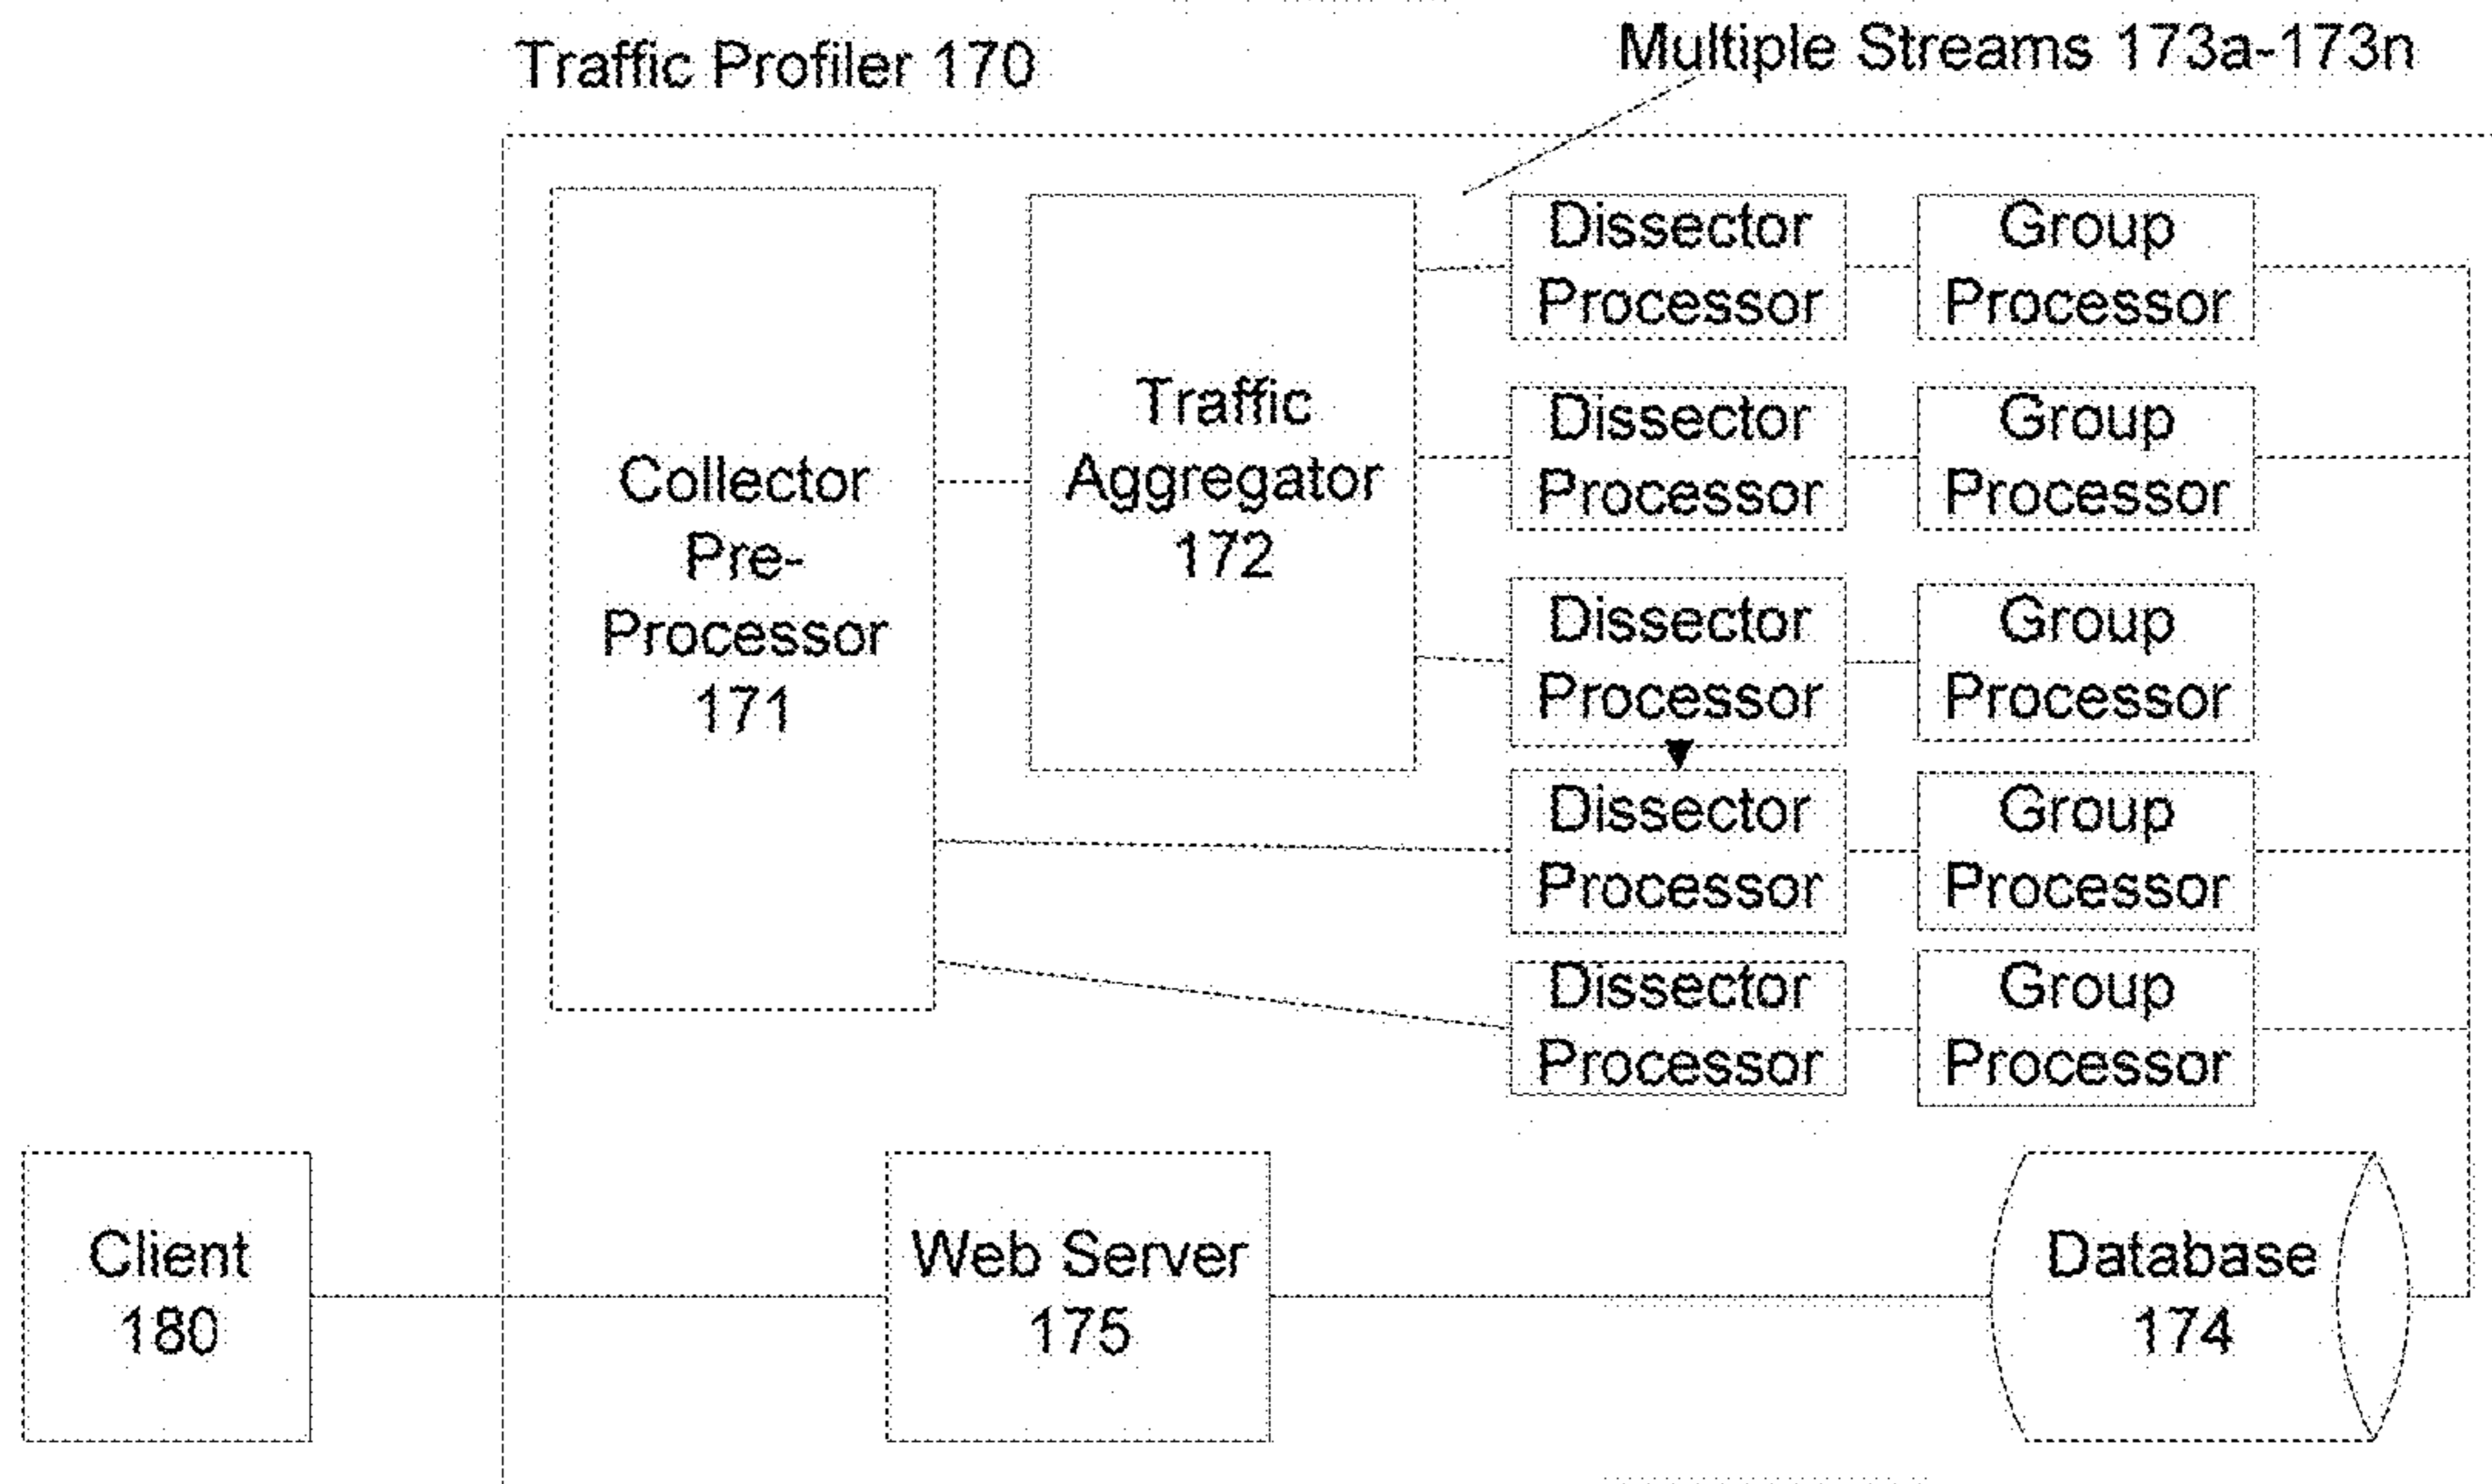 Traffic Profiler 170
Multiple Streams 173a-173n
Collector
Pre-
Processor
171
Traffic
Aggregator
172
Dissector
Processor
Group
Processor
Dissector
Processor
Group
Processor
Dissector
Processor
Group
Processor
Dissector
Processor
Group
Processor
Dissector
Processor
Group
Processor
Client
180
Web Server
175
Database
174